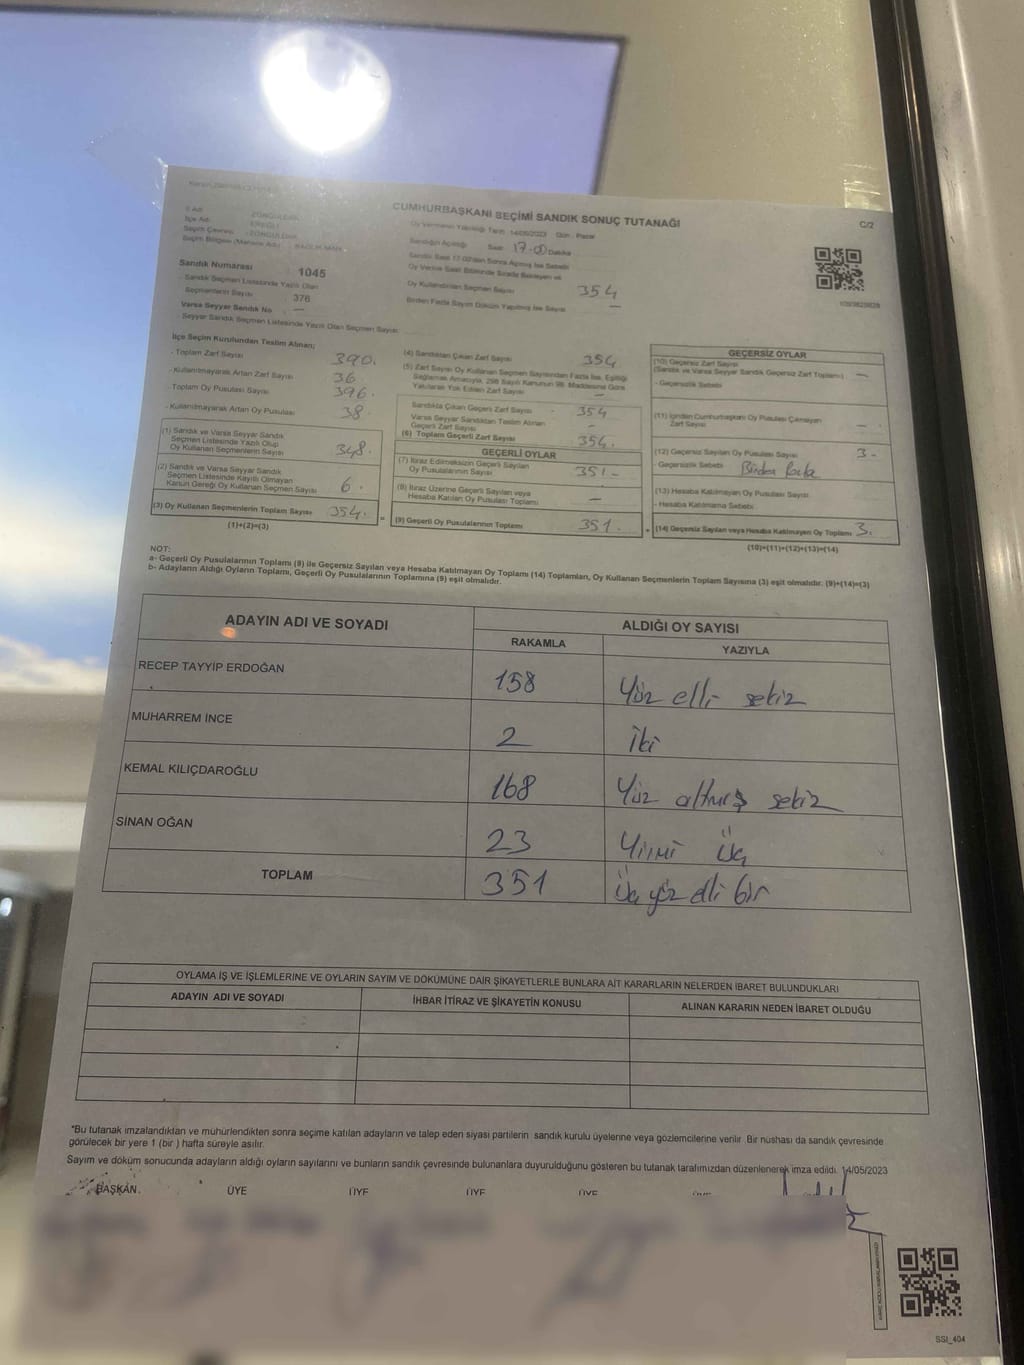 CUMHURBAŞKANI SEÇİMİ SANDIK SONUÇ TUTANAĞI
C/2
İl Adı : ZONGULDAK
İlçe Adı : EREĞLİ
Seçim Çevresi : ZONGULDAK
Seçim Bölgesi (Mahalle Adı)
Oy Vermenin Yapıldığı Tarih 14/05/2023 Gün : Pazar
Sandığın Açıldığı Saat 17.00 Dakika
Oy Kullandırılan Seçmen Sayısı 354
Birden Fazla Sayım Döküm Yapılmış İse Sayısı —
Sandık Numarası 1045
- Sandık Seçmen Listesinde Yazılı Olan
Seçmenlerin Sayısı 376
Varsa Seyyar Sandık No —
- Seyyar Sandık Seçmen Listesinde Yazılı Olan Seçmen Sayısı
İlçe Seçim Kurulundan Teslim Alınan;
- Toplam Zarf Sayısı 390.
- Kullanılmayarak Artan Zarf Sayısı 36
- Toplam Oy Pusulası Sayısı 396.
- Kullanılmayarak Artan Oy Pusulası 38.
(1) Sandık ve Varsa Seyyar Sandık
Seçmen Listesinde Yazılı Olup
Oy Kullanan Seçmen Sayısı 348.
(2) Sandık ve Varsa Seyyar Sandık
Seçmen Listesinde Kayıtlı Olmayan
Kanun Gereği Oy Kullanan Seçmen Sayısı 6.
(3) Oy Kullanan Seçmenlerin Toplam Sayısı 354.
(1)+(2)=(3)
(4) Sandıktan Çıkan Zarf Sayısı 354
(5) Zarf Sayısı Oy Kullanan Seçmen Sayısından Fazla İse, Eşitliği
Sağlamak Amacıyla, 298 Sayılı Kanunun 98. Maddesine Göre
Yakılarak Yok Edilen Zarf Sayısı —
Sandıkta Çıkan Geçerli Zarf Sayısı 354
Varsa Seyyar Sandıktan Teslim Alınan
Geçerli Zarf Sayısı -
(6) Toplam Geçerli Zarf Sayısı 354.
GEÇERLİ OYLAR
(7) İtiraz Edilmeksizin Geçerli Sayılan
Oy Pusulalarının Sayısı 351-
(8) İtiraz Üzerine Geçerli Sayılan veya
Hesaba Katılan Oy Pusulası Toplamı —
(9) Geçerli Oy Pusulalarının Toplamı 351.
GEÇERSİZ OYLAR
(10) Geçersiz Zarf Sayısı
(Sandık ve Varsa Seyyar Sandık Geçersiz Zarf Toplamı) —
- Geçersizlik Sebebi
(11) İçinden Cumhurbaşkanı Oy Pusulası Çıkmayan
Zarf Sayısı —
(12) Geçersiz Sayılan Oy Pusulası Sayısı 3-
- Geçersizlik Sebebi Birden fazla
(13) Hesaba Katılmayan Oy Pusulası Sayısı
- Hesaba Katılmama Sebebi
(14) Geçersiz Sayılan veya Hesaba Katılmayan Oy Toplamı 3.
(10)+(11)+(12)+(13)=(14)
NOT:
a- Geçerli Oy Pusulalarının Toplamı (9) ile Geçersiz Sayılan veya Hesaba Katılmayan Oy Toplamı (14) Toplamları, Oy Kullanan Seçmenlerin Toplam Sayısına (3) eşit olmalıdır. (9)+(14)=(3)
b- Adayların Aldığı Oyların Toplamı, Geçerli Oy Pusulalarının Toplamına (9) eşit olmalıdır.
ADAYIN ADI VE SOYADI ALDIĞI OY SAYISI
RAKAMLA YAZIYLA
RECEP TAYYİP ERDOĞAN 158 Yüz elli sekiz
MUHARREM İNCE 2 İki
KEMAL KILIÇDAROĞLU 168 Yüz altmış sekiz
SİNAN OĞAN 23 Yirmi üç
TOPLAM 351 Üç yüz elli bir
OYLAMA İŞ VE İŞLEMLERİNE VE OYLARIN SAYIM VE DÖKÜMÜNE DAİR ŞİKAYETLERLE BUNLARA AİT KARARLARIN NELERDEN İBARET BULUNDUKLARI
ADAYIN ADI VE SOYADI İHBAR İTİRAZ VE ŞİKAYETİN KONUSU ALINAN KARARIN NEDEN İBARET OLDUĞU
*Bu tutanak imzalandıktan ve mühürlendikten sonra seçime katılan adayların ve talep eden siyasi partilerin sandık kurulu üyelerine veya gözlemcilerine verilir. Bir nüshası da sandık çevresinde
görülecek bir yere 1 (bir ) hafta süreyle asılır.
Sayım ve döküm sonucunda adayların aldığı oyların sayılarını ve bunların sandık çevresinde bulunanlara duyurulduğunu gösteren bu tutanak tarafımızdan düzenlenerek imza edildi. 14/05/2023
BAŞKAN ÜYE ÜYE ÜYE ÜYE
SSI_404